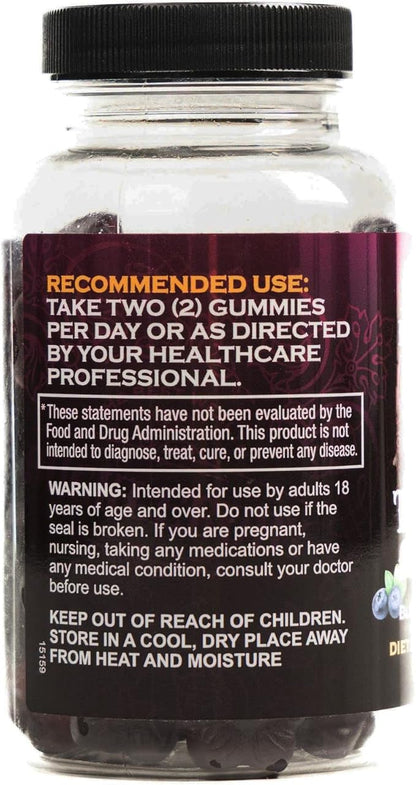 RECOMMENDED USE:
TAKE TWO (2) GUMMIES
PER DAY OR AS DIRECTED
BY YOUR HEALTHCARE
PROFESSIONAL.
*These statements have not been evaluated by the
Food and Drug Administration. This product is not
intended to diagnose, treat, cure, or prevent any disease.
WARNING: Intended for use by adults 18
years of age and over. Do not use if the
seal is broken. If you are pregnant,
nursing, taking any medications or have
any medical condition, consult your doctor
before use.
KEEP OUT OF REACH OF CHILDREN.
STORE IN A COOL, DRY PLACE AWAY
FROM HEAT AND MOISTURE
15159